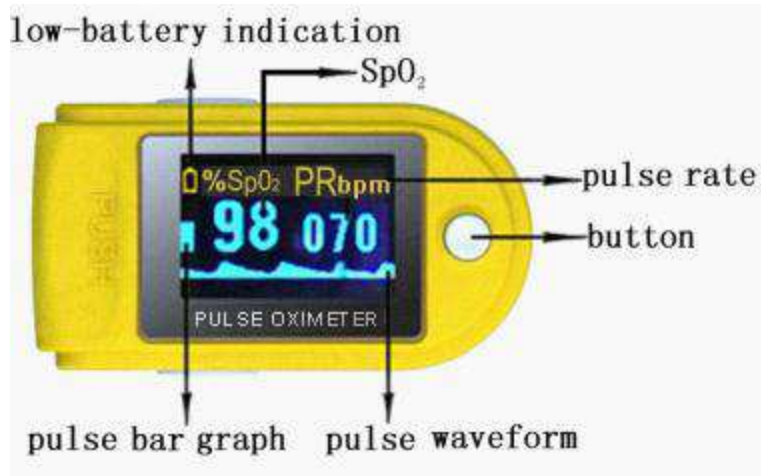 low-battery indication
SpO₂
%SpO₂ PRbpm
pulse rate
98 070
button
PULSE OXIMETER
pulse bar graph
pulse waveform